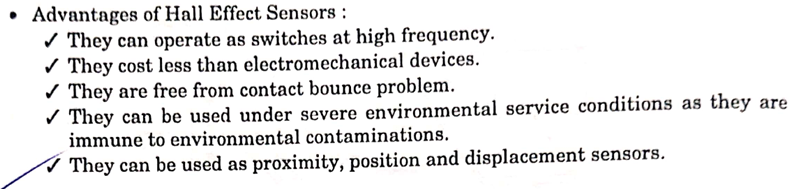 • Advantages of Hall Effect Sensors :
✓ They can operate as switches at high frequency.
✓ They cost less than electromechanical devices.
✓ They are free from contact bounce problem.
✓ They can be used under severe environmental service conditions as they are
immune to environmental contaminations.
✓ They can be used as proximity, position and displacement sensors.